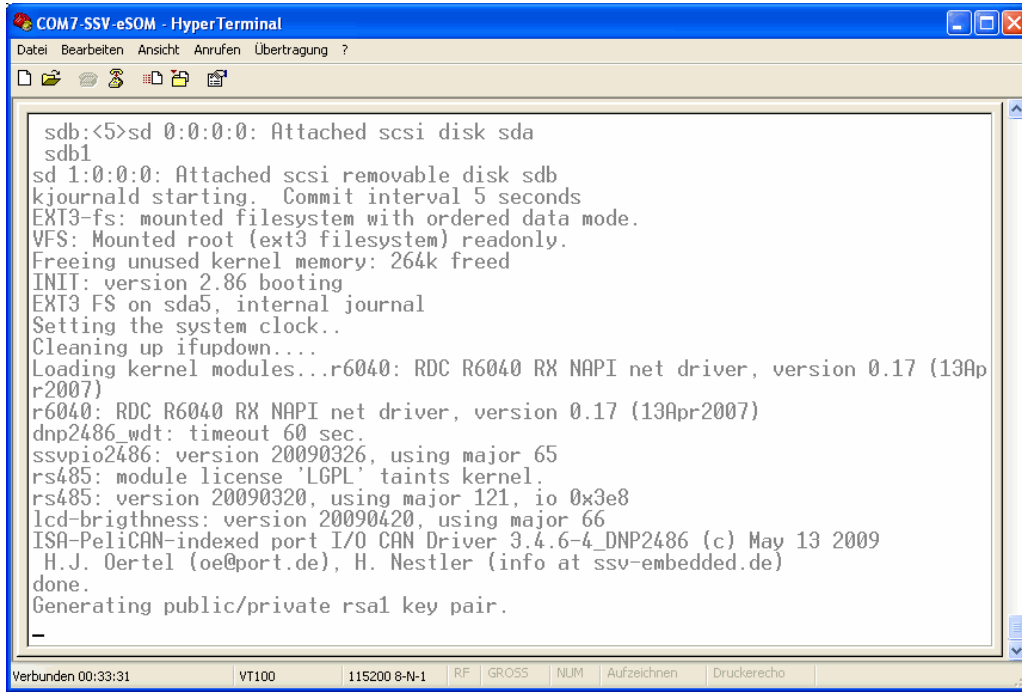 COM7-SSV-eSOM - HyperTerminal
Datei Bearbeiten Ansicht Anrufen Übertragung ?
sdb:<5>sd 0:0:0:0: Attached scsi disk sda
sdb1
sd 1:0:0:0: Attached scsi removable disk sdb
kjournald starting.  Commit interval 5 seconds
EXT3-fs: mounted filesystem with ordered data mode.
VFS: Mounted root (ext3 filesystem) readonly.
Freeing unused kernel memory: 264k freed
INIT: version 2.86 booting
EXT3 FS on sda5, internal journal
Setting the system clock..
Cleaning up ifupdown....
Loading kernel modules...r6040: RDC R6040 RX NAPI net driver, version 0.17 (13Ap
r2007)
r6040: RDC R6040 RX NAPI net driver, version 0.17 (13Apr2007)
dnp2486_wdt: timeout 60 sec.
ssvpio2486: version 20090326, using major 65
rs485: module license 'LGPL' taints kernel.
rs485: version 20090320, using major 121, io 0x3e8
lcd-brigthness: version 20090420, using major 66
ISA-PeliCAN-indexed port I/O CAN Driver 3.4.6-4_DNP2486 (c) May 13 2009
H.J. Oertel (oe@port.de), H. Nestler (info at ssv-embedded.de)
done.
Generating public/private rsa1 key pair.
Verbunden 00:33:31 VT100 115200 8-N-1 RF GROSS NUM Aufzeichnen Druckerecho